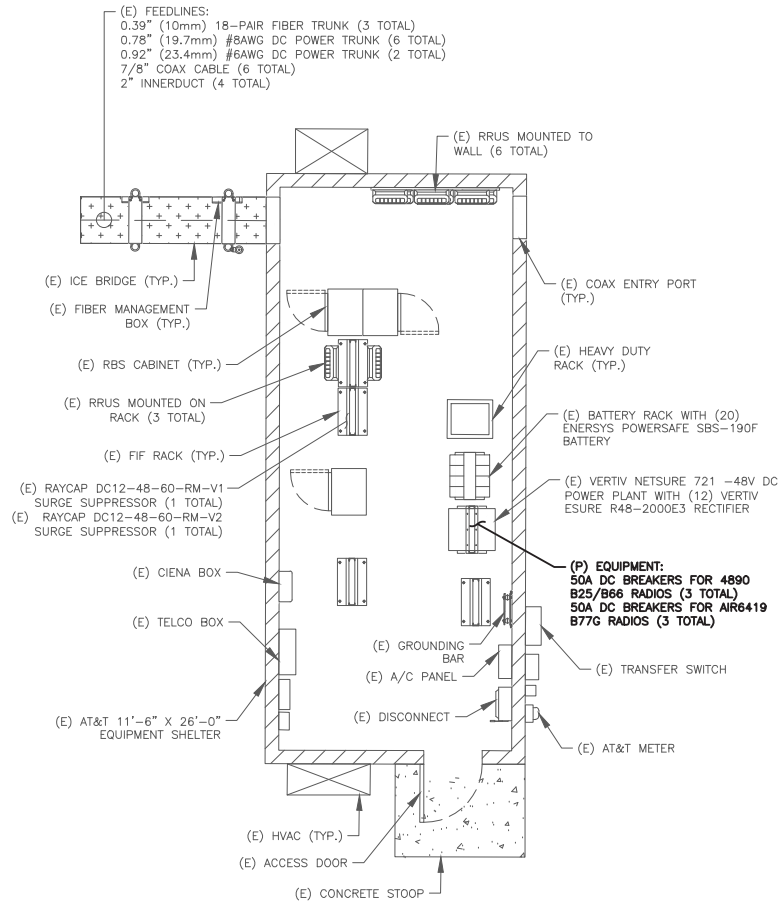 (E) FEEDLINES:
0.39" (10mm) 18-PAIR FIBER TRUNK (3 TOTAL)
0.78" (19.7mm) #8AWG DC POWER TRUNK (6 TOTAL)
0.92" (23.4mm) #6AWG DC POWER TRUNK (2 TOTAL)
7/8" COAX CABLE (6 TOTAL)
2" INNERDUCT (4 TOTAL)
(E) RRUS MOUNTED TO
WALL (6 TOTAL)
(E) ICE BRIDGE (TYP.)
(E) FIBER MANAGEMENT
BOX (TYP.)
(E) COAX ENTRY PORT
(TYP.)
(E) RBS CABINET (TYP.)
(E) HEAVY DUTY
RACK (TYP.)
(E) RRUS MOUNTED ON
RACK (3 TOTAL)
(E) BATTERY RACK WITH (20)
ENERSYS POWERSAFE SBS-190F
BATTERY
(E) FIF RACK (TYP.)
(E) RAYCAP DC12-48-60-RM-V1
SURGE SUPPRESSOR (1 TOTAL)
(E) RAYCAP DC12-48-60-RM-V2
SURGE SUPPRESSOR (1 TOTAL)
(E) VERTIV NETSURE 721 -48V DC
POWER PLANT WITH (12) VERTIV
ESURE R48-2000E3 RECTIFIER
(P) EQUIPMENT:
50A DC BREAKERS FOR 4890
B25/B66 RADIOS (3 TOTAL)
50A DC BREAKERS FOR AIR6419
B77G RADIOS (3 TOTAL)
(E) CIENA BOX
(E) TELCO BOX
(E) GROUNDING
BAR
(E) A/C PANEL
(E) TRANSFER SWITCH
(E) AT&T 11'-6" X 26'-0"
EQUIPMENT SHELTER
(E) DISCONNECT
(E) AT&T METER
(E) HVAC (TYP.)
(E) ACCESS DOOR
(E) CONCRETE STOOP